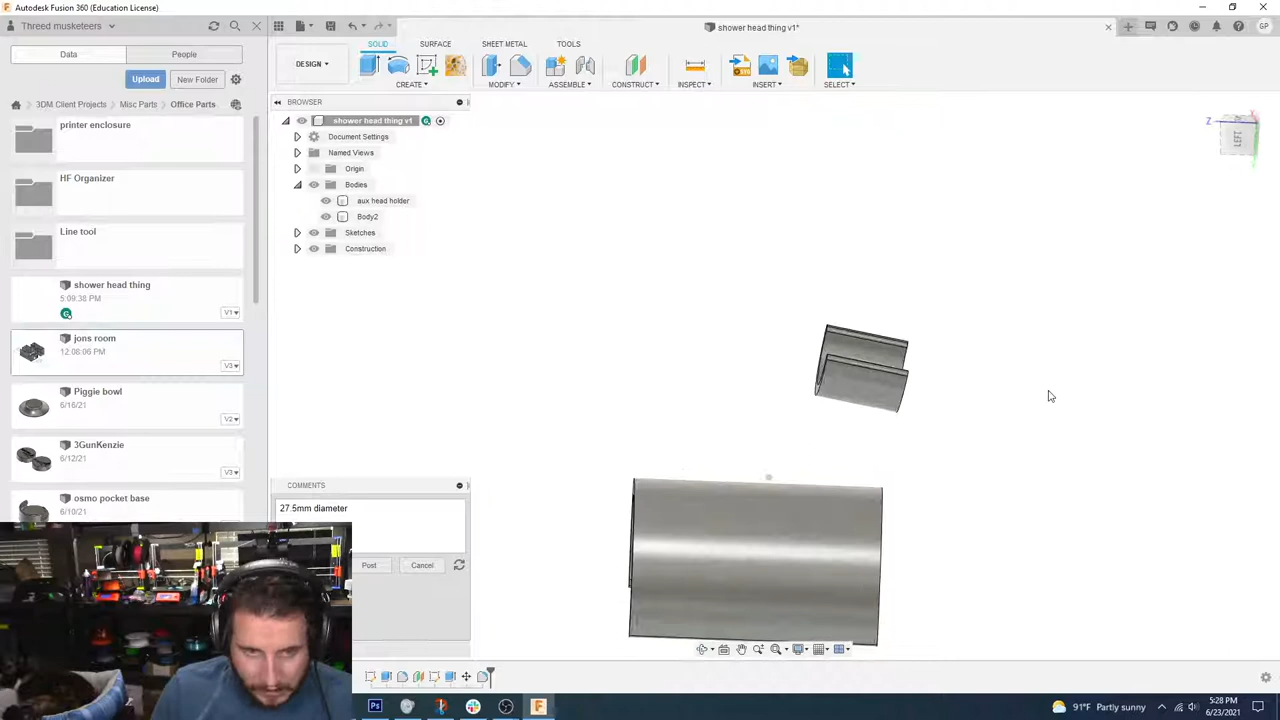 Autodesk Fusion 360 (Education License)
Threed musketeers
shower head thing v1*
GP
Data
People
Upload
New Folder
3DM Client Projects
Misc Parts
Office Parts
printer enclosure
HF Organizer
Line tool
shower head thing
5:09:38 PM
V1
jons room
12:08:06 PM
V3
Piggie bowl
6/16/21
V2
3GunKenzie
6/12/21
V3
osmo pocket base
6/10/21
DESIGN
SOLID
SURFACE
SHEET METAL
TOOLS
CREATE
MODIFY
ASSEMBLE
CONSTRUCT
INSPECT
INSERT
SELECT
BROWSER
shower head thing v1
Document Settings
Named Views
Origin
Bodies
aux head holder
Body2
Sketches
Construction
Z
LEFT
COMMENTS
27.5mm diameter
Post
Cancel
91°F Partly sunny
5:28 PM
6/23/2021